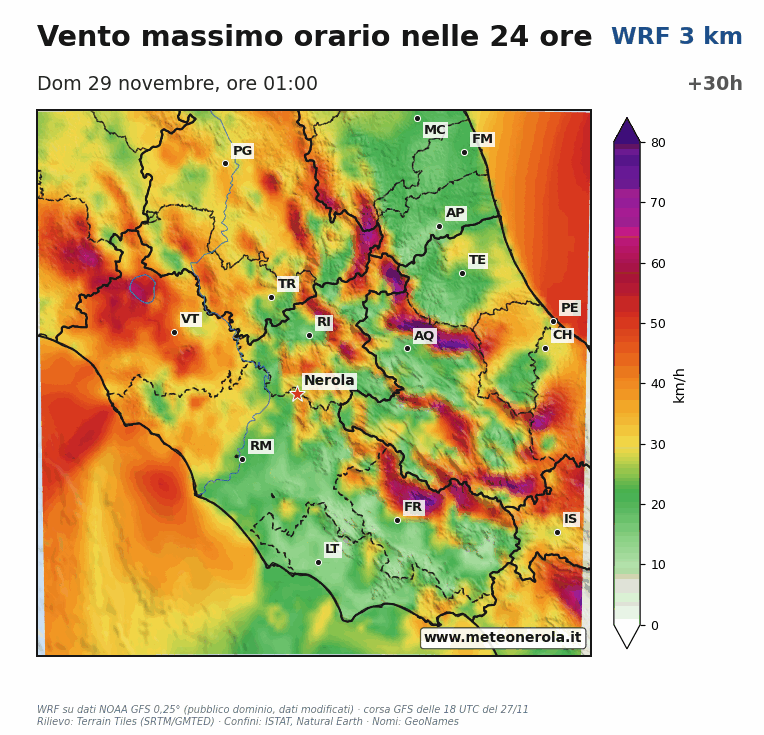 Vento massimo orario nelle 24 ore WRF 3 km
Dom 29 novembre, ore 01:00 +30h
MC
FM
PG
AP
TE
TR
PE
VT
RI
AQ
CH
Nerola
RM
FR
IS
LT
www.meteonerola.it
80
70
60
50
40
30
20
10
0
km/h
WRF su dati NOAA GFS 0,25° (pubblico dominio, dati modificati) · corsa GFS delle 18 UTC del 27/11
Rilievo: Terrain Tiles (SRTM/GMTED) · Confini: ISTAT, Natural Earth · Nomi: GeoNames